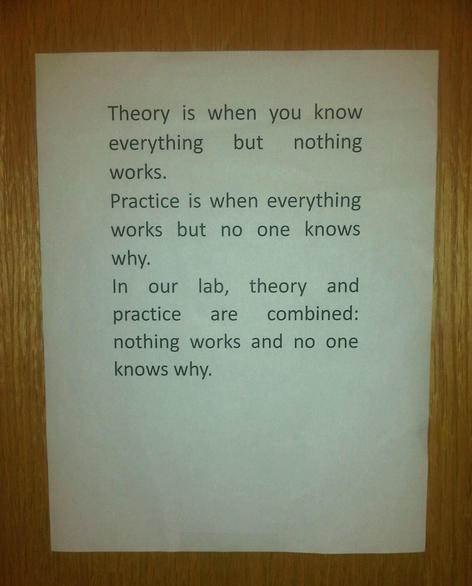 Theory is when you know
everything but nothing
works.
Practice is when everything
works but no one knows
why.
In our lab, theory and
practice are combined:
nothing works and no one
knows why.